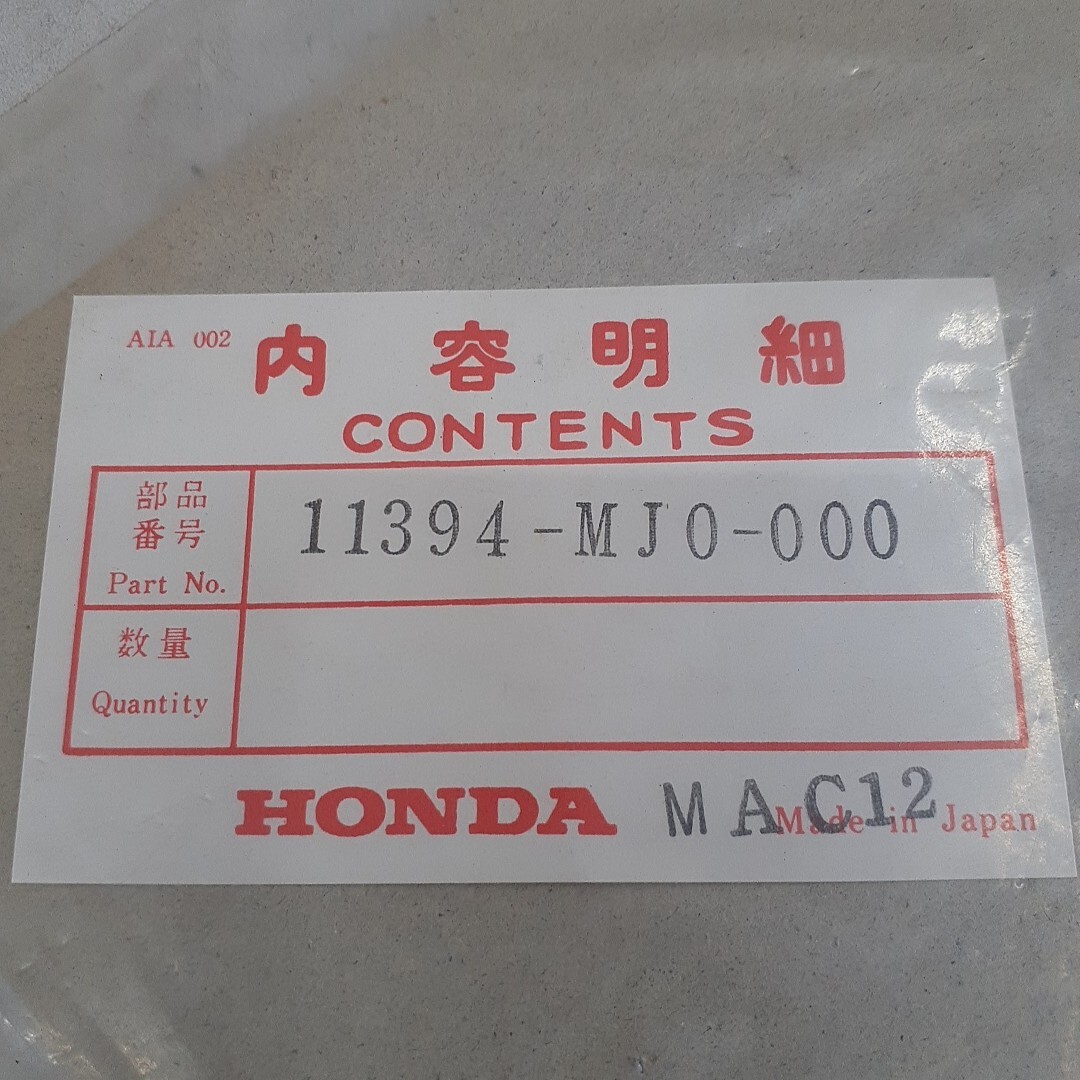 AIA 002
内容明細
CONTENTS
部品
番号
Part No.
11394-MJ0-000
数量
Quantity
HONDA
MAC12
Made in Japan